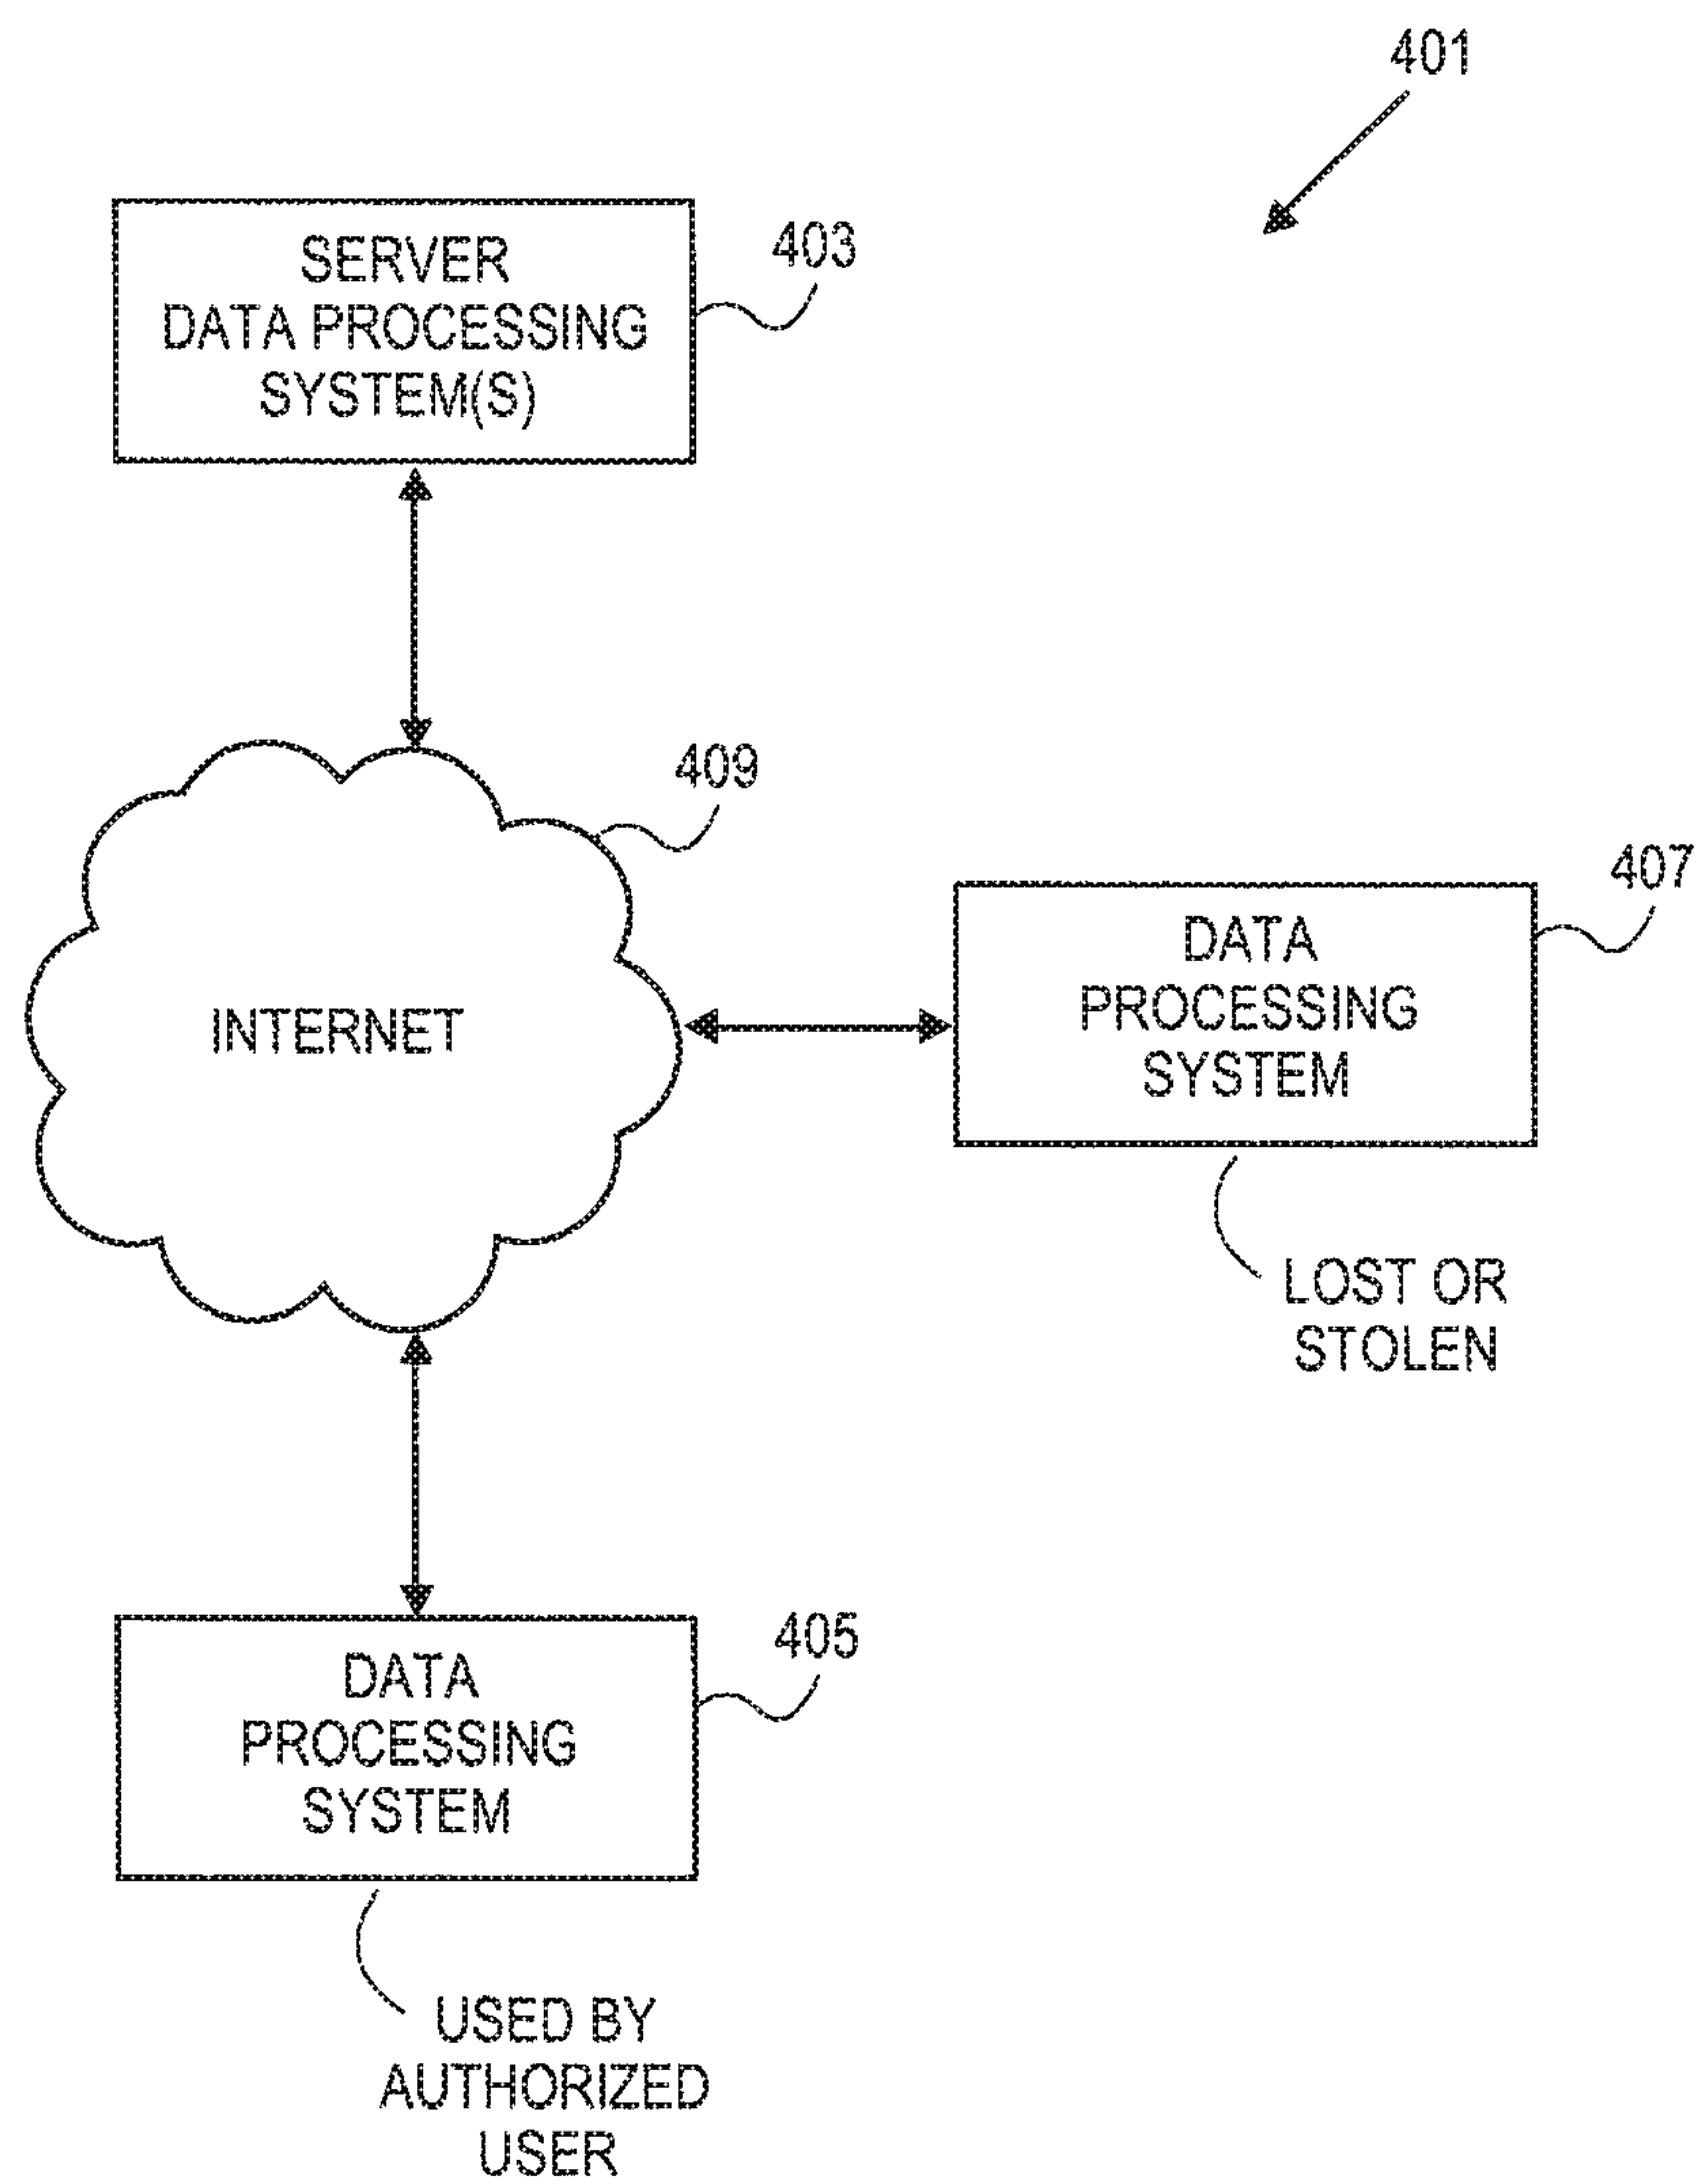 401
SERVER
DATA PROCESSING
SYSTEM(S)
403
409
INTERNET
407
DATA
PROCESSING
SYSTEM
LOST OR
STOLEN
405
DATA
PROCESSING
SYSTEM
USED BY
AUTHORIZED
USER